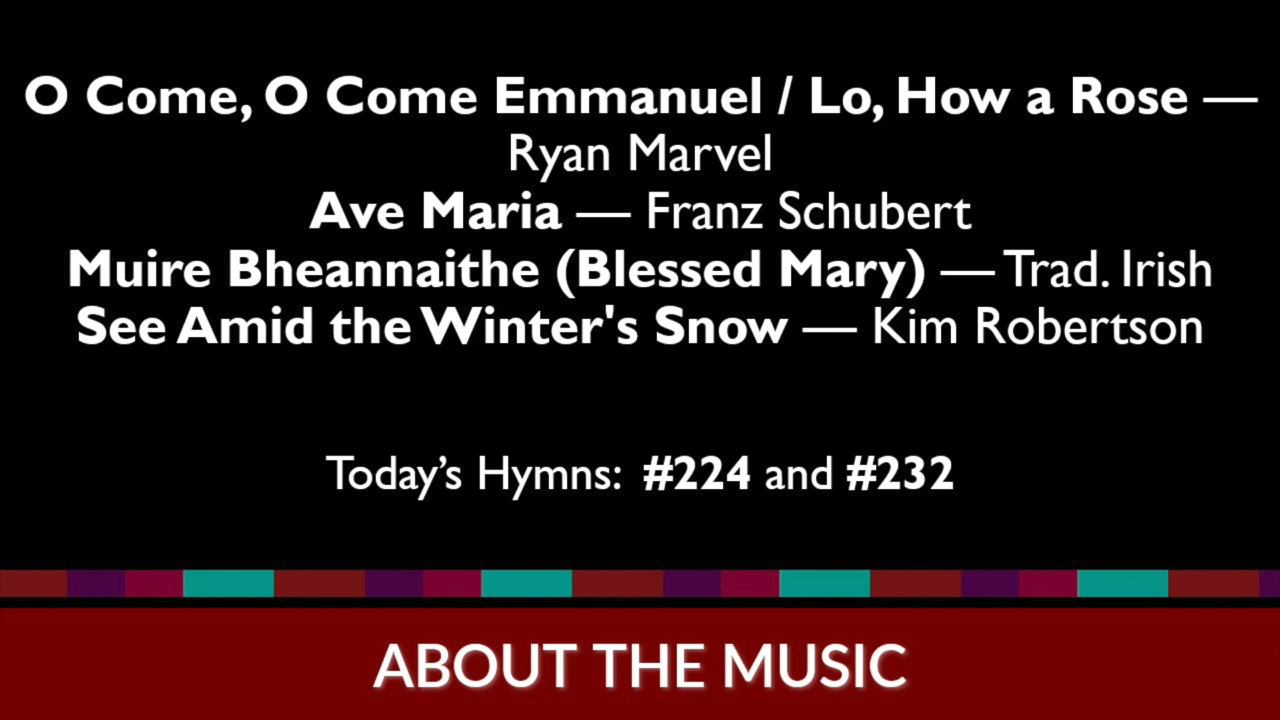 O Come, O Come Emmanuel / Lo, How a Rose —
Ryan Marvel
Ave Maria — Franz Schubert
Muire Bheannaithe (Blessed Mary) — Trad. Irish
See Amid the Winter's Snow — Kim Robertson
Today’s Hymns: #224 and #232
ABOUT THE MUSIC